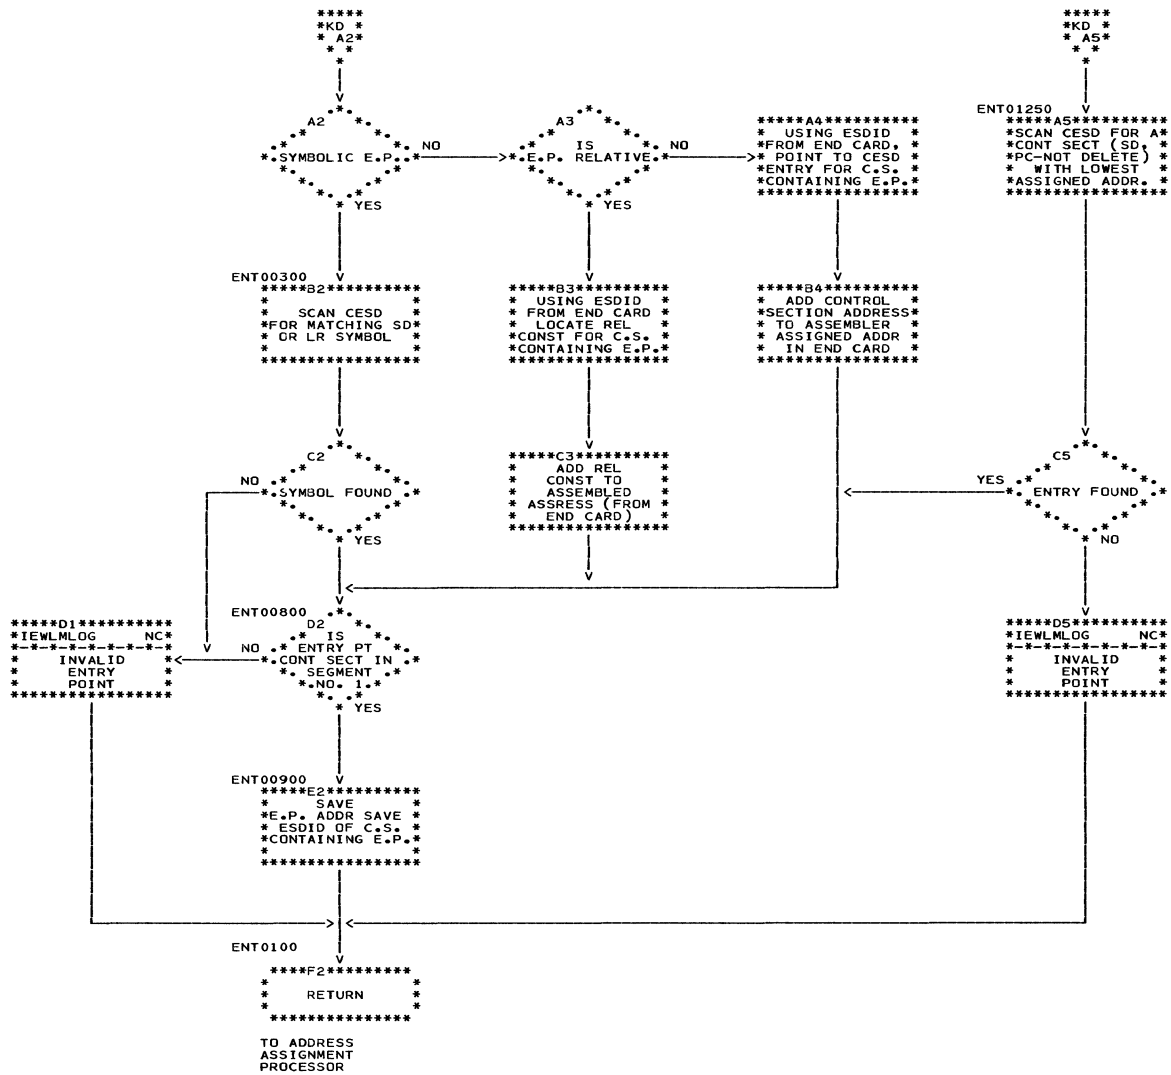 KD
A2
KD
A5
A2
SYMBOLIC E.P.
NO
YES
A3
IS
E.P. RELATIVE
NO
YES
A4
USING ESDID
FROM END CARD,
POINT TO CESD
ENTRY FOR C.S.
CONTAINING E.P.
ENT01250
A5
SCAN CESD FOR A
CONT SECT (SD,
PC-NOT DELETE)
WITH LOWEST
ASSIGNED ADDR.
ENT00300
B2
SCAN CESD
FOR MATCHING SD
OR LR SYMBOL
B3
USING ESDID
FROM END CARD
LOCATE REL
CONST FOR C.S.
CONTAINING E.P.
B4
ADD CONTROL
SECTION ADDRESS
TO ASSEMBLER
ASSIGNED ADDR
IN END CARD
C2
NO
SYMBOL FOUND
YES
C3
ADD REL
CONST TO
ASSEMBLED
ASSRESS (FROM
END CARD)
C5
YES
ENTRY FOUND
NO
ENT00800
D1
IEWLMLOG NC
INVALID
ENTRY
POINT
D2
IS
ENTRY PT
NO
CONT SECT IN
SEGMENT
NO. 1.
YES
D5
IEWLMLOG NC
INVALID
ENTRY
POINT
ENT00900
E2
SAVE
E.P. ADDR SAVE
ESDID OF C.S.
CONTAINING E.P.
ENT0100
F2
RETURN
TO ADDRESS
ASSIGNMENT
PROCESSOR